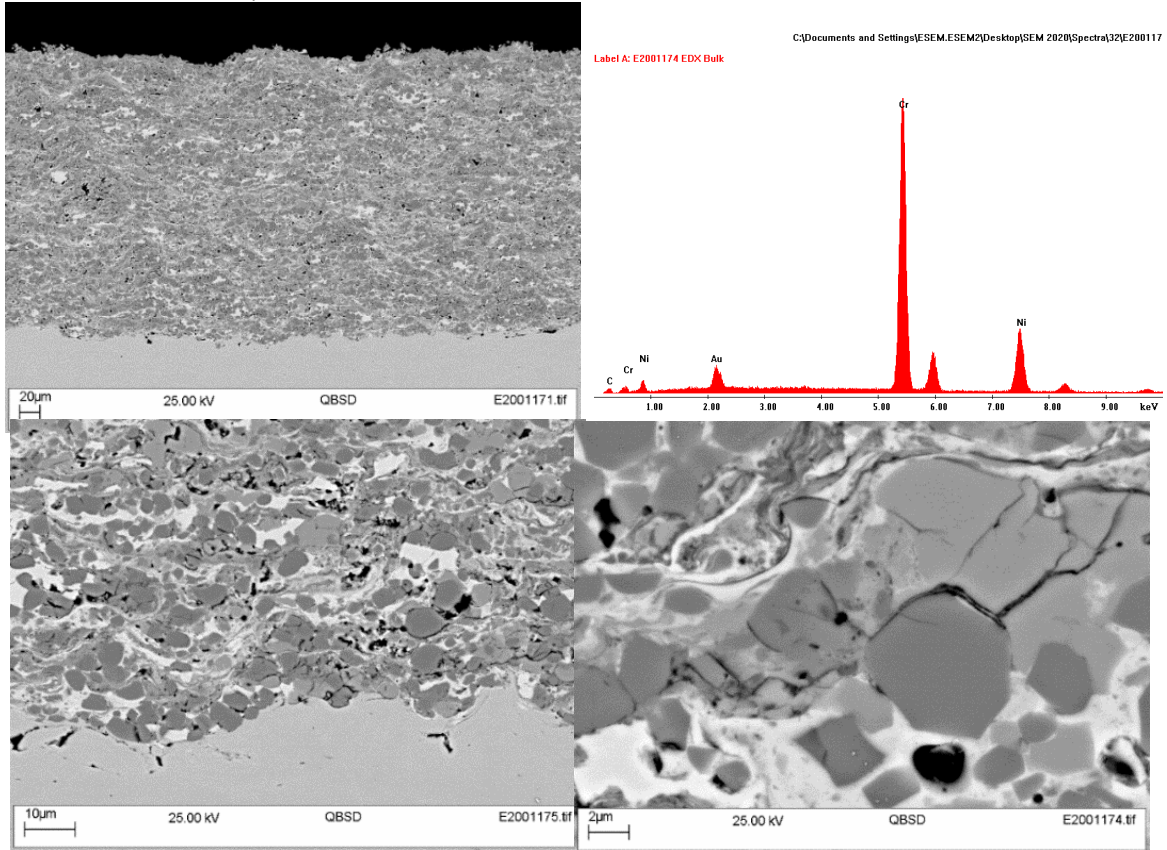 C:\Documents and Settings\ESEM.ESEM2\Desktop\SEM 2020\Spectra\32\E200117
Label A: E2001174 EDX Bulk
Cr
C
Cr
Ni
Au
Ni
1.00 2.00 3.00 4.00 5.00 6.00 7.00 8.00 9.00 keV
20µm 25.00 kV QBSD E2001171.tif
10µm 25.00 kV QBSD E2001175.tif
2µm 25.00 kV QBSD E2001174.tif